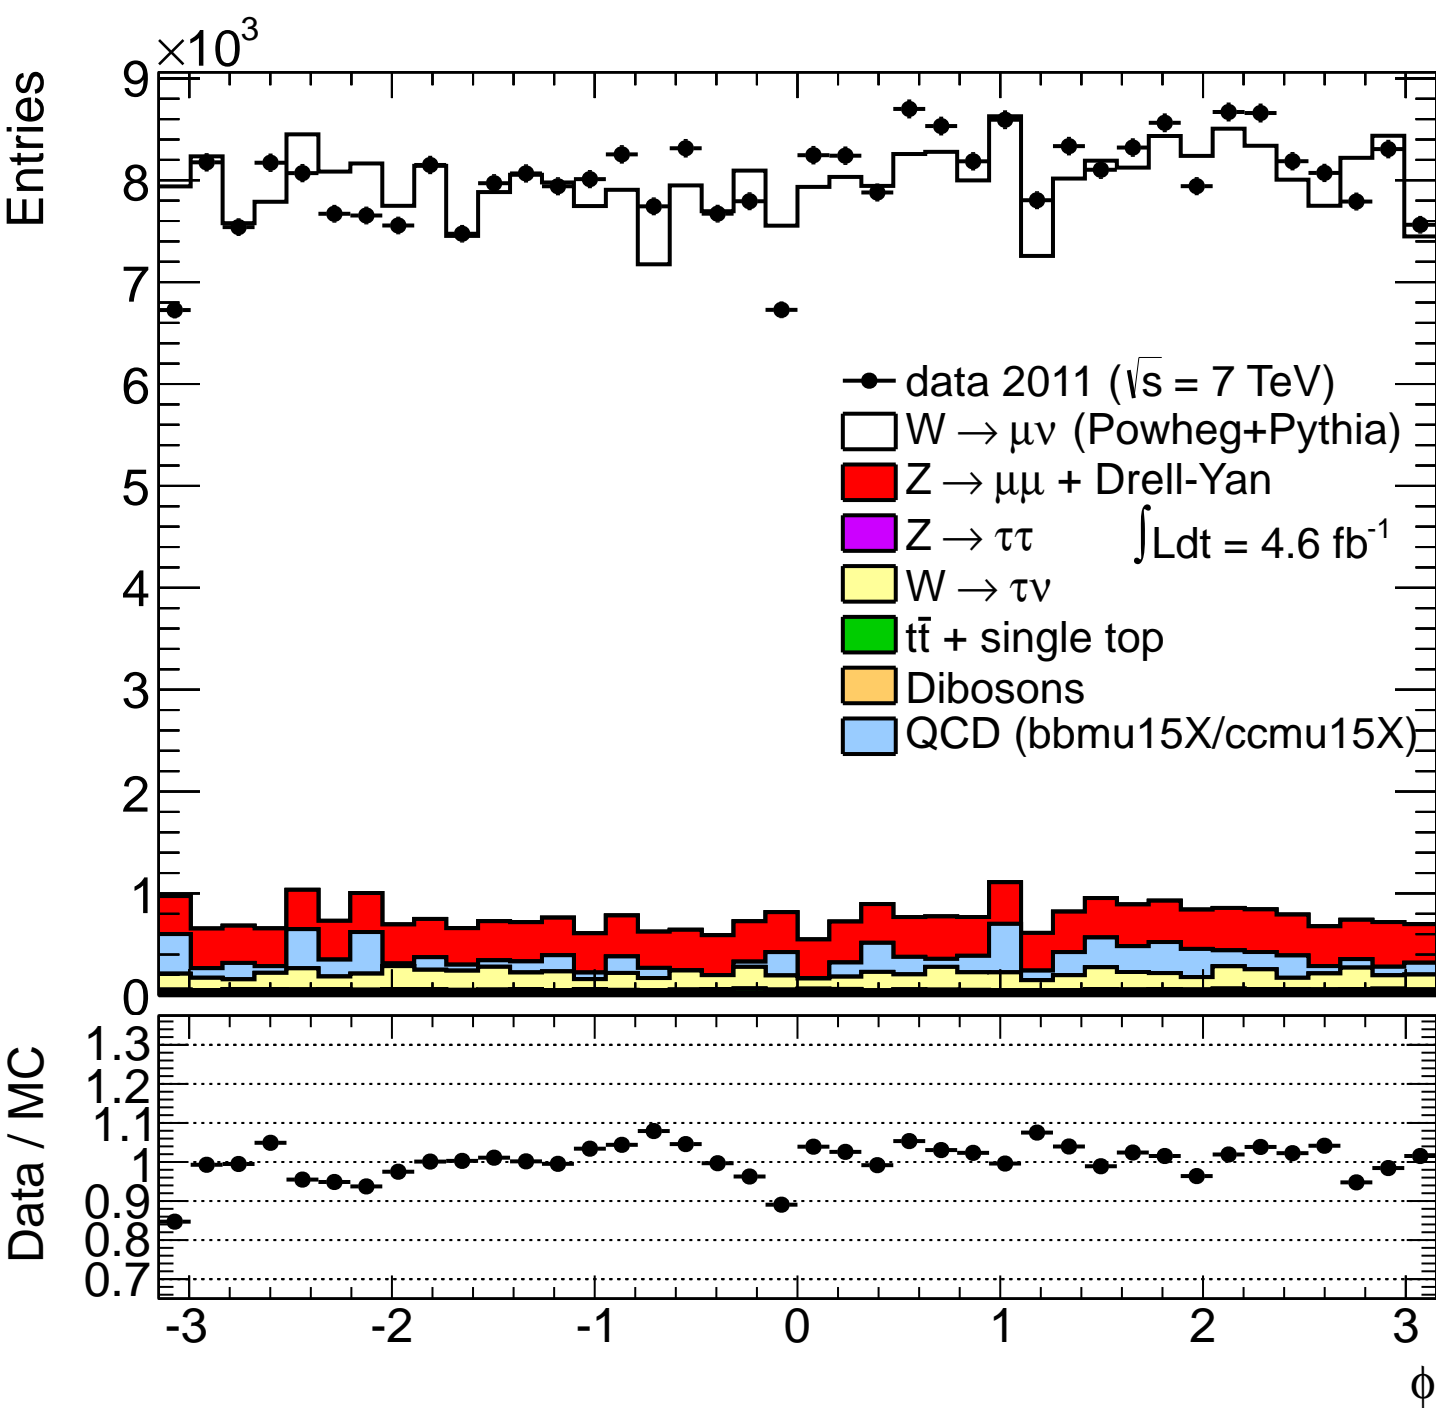 ×10³
Entries
9
8
7
6
5
4
3
2
1
0
data 2011 (√s = 7 TeV)
W → μν (Powheg+Pythia)
Z → μμ + Drell-Yan
Z → ττ
∫Ldt = 4.6 fb⁻¹
W → τν
tt̄ + single top
Dibosons
QCD (bbmu15X/ccmu15X)
Data / MC
1.3
1.2
1.1
1
0.9
0.8
0.7
-3 -2 -1 0 1 2 3
ϕ